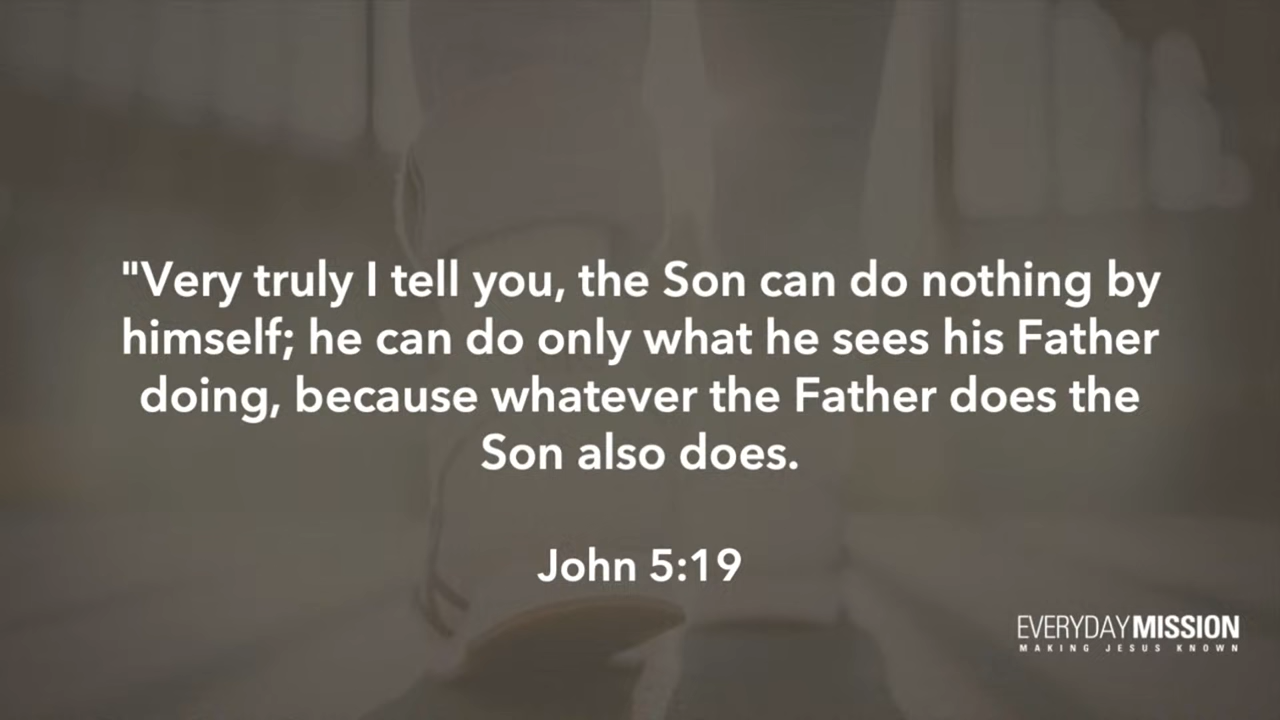 "Very truly I tell you, the Son can do nothing by
himself; he can do only what he sees his Father
doing, because whatever the Father does the
Son also does.
John 5:19
EVERYDAYMISSION
MAKING JESUS KNOWN